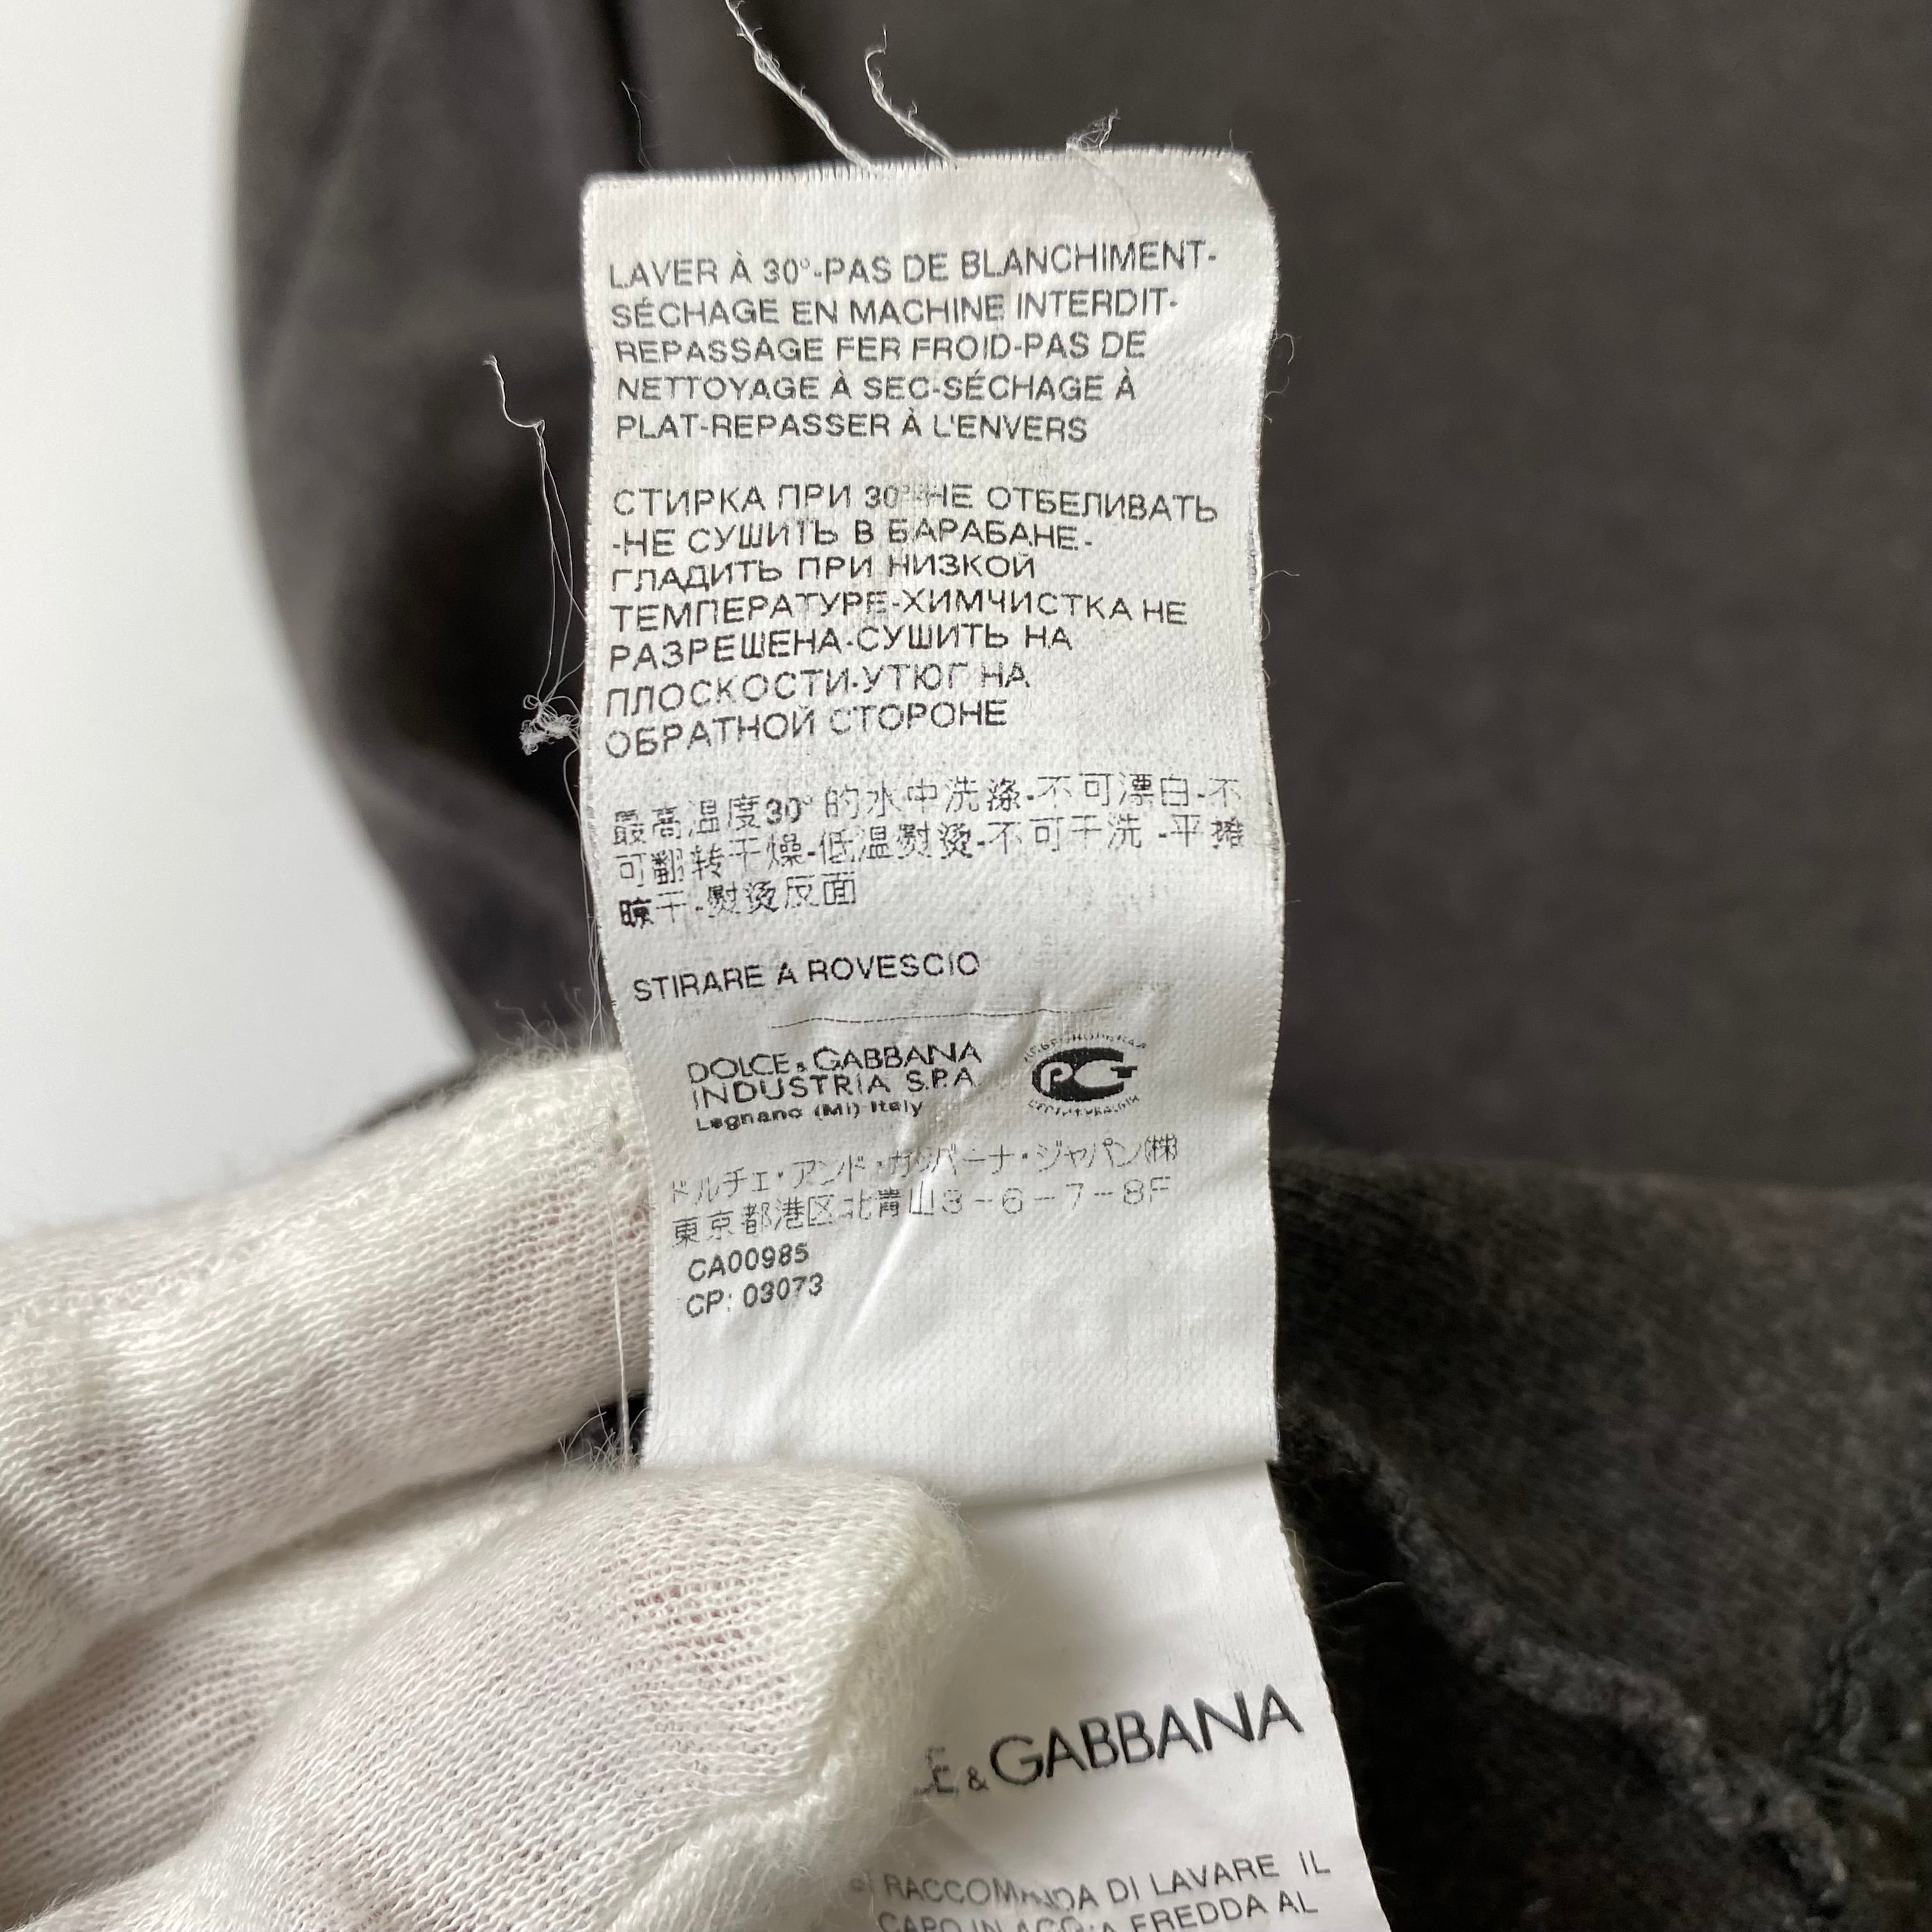 LAVER À 30°-PAS DE BLANCHIMENT-
SÉCHAGE EN MACHINE INTERDIT-
REPASSAGE FER FROID-PAS DE
NETTOYAGE À SEC-SÉCHAGE À
PLAT-REPASSER À L'ENVERS
СТИРКА ПРИ 30°-НЕ ОТБЕЛИВАТЬ
-НЕ СУШИТЬ В БАРАБАНЕ-
ГЛАДИТЬ ПРИ НИЗКОЙ
ТЕМПЕРАТУРЕ-ХИМЧИСТКА НЕ
РАЗРЕШЕНА-СУШИТЬ НА
ПЛОСКОСТИ-УТЮГ НА
ОБРАТНОЙ СТОРОНЕ
最高温度30°的水中洗涤-不可漂白-不
可翻转干燥-低温熨烫-不可干洗-平摊
晾干-熨烫反面
STIRARE A ROVESCIO
DOLCE & GABBANA
INDUSTRIA S.P.A.
Legnano (MI) Italy
РСТ
ドルチェ・アンド・ガッバーナ・ジャパン(株)
東京都港区北青山3-6-7-8F
CA00985
CP: 03073
E&GABBANA
RACCOMANDA DI LAVARE IL
CAPO IN ACQUA FREDDA AL